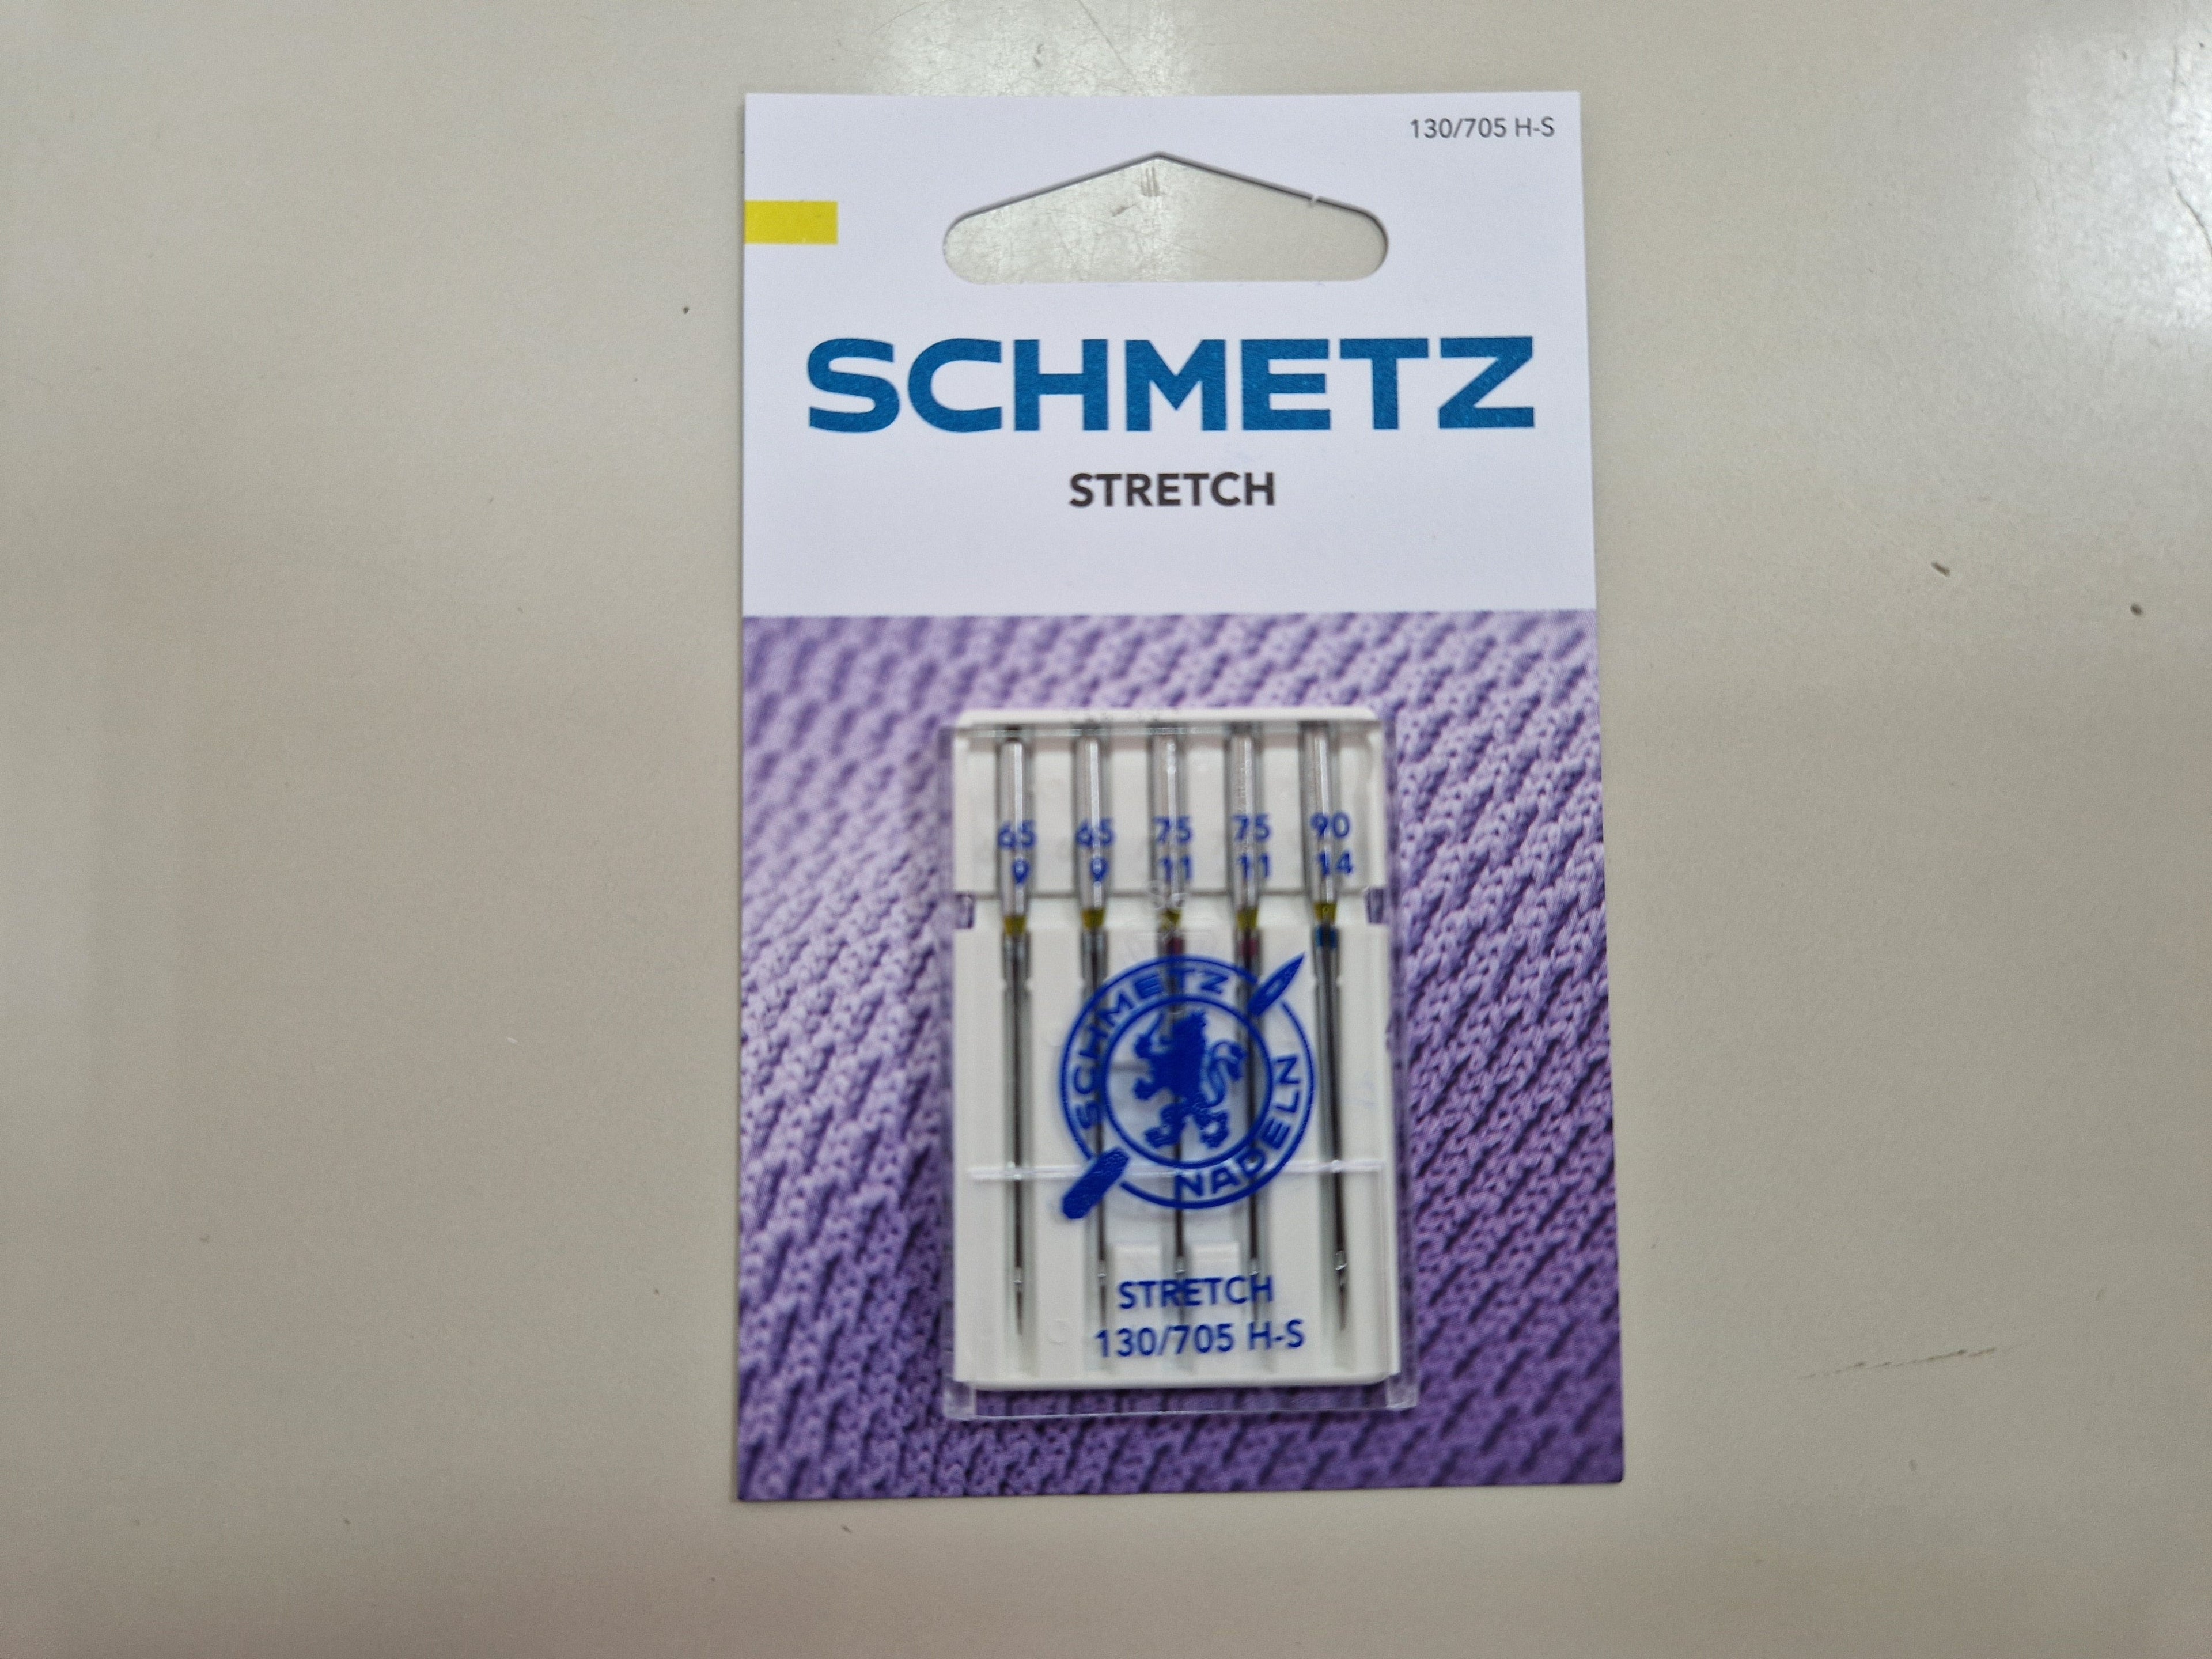 130/705 H-S
SCHMETZ
STRETCH
65 65 75 75 90
9 9 11 11 14
SCHMETZ
NADELN
STRETCH
130/705 H-S